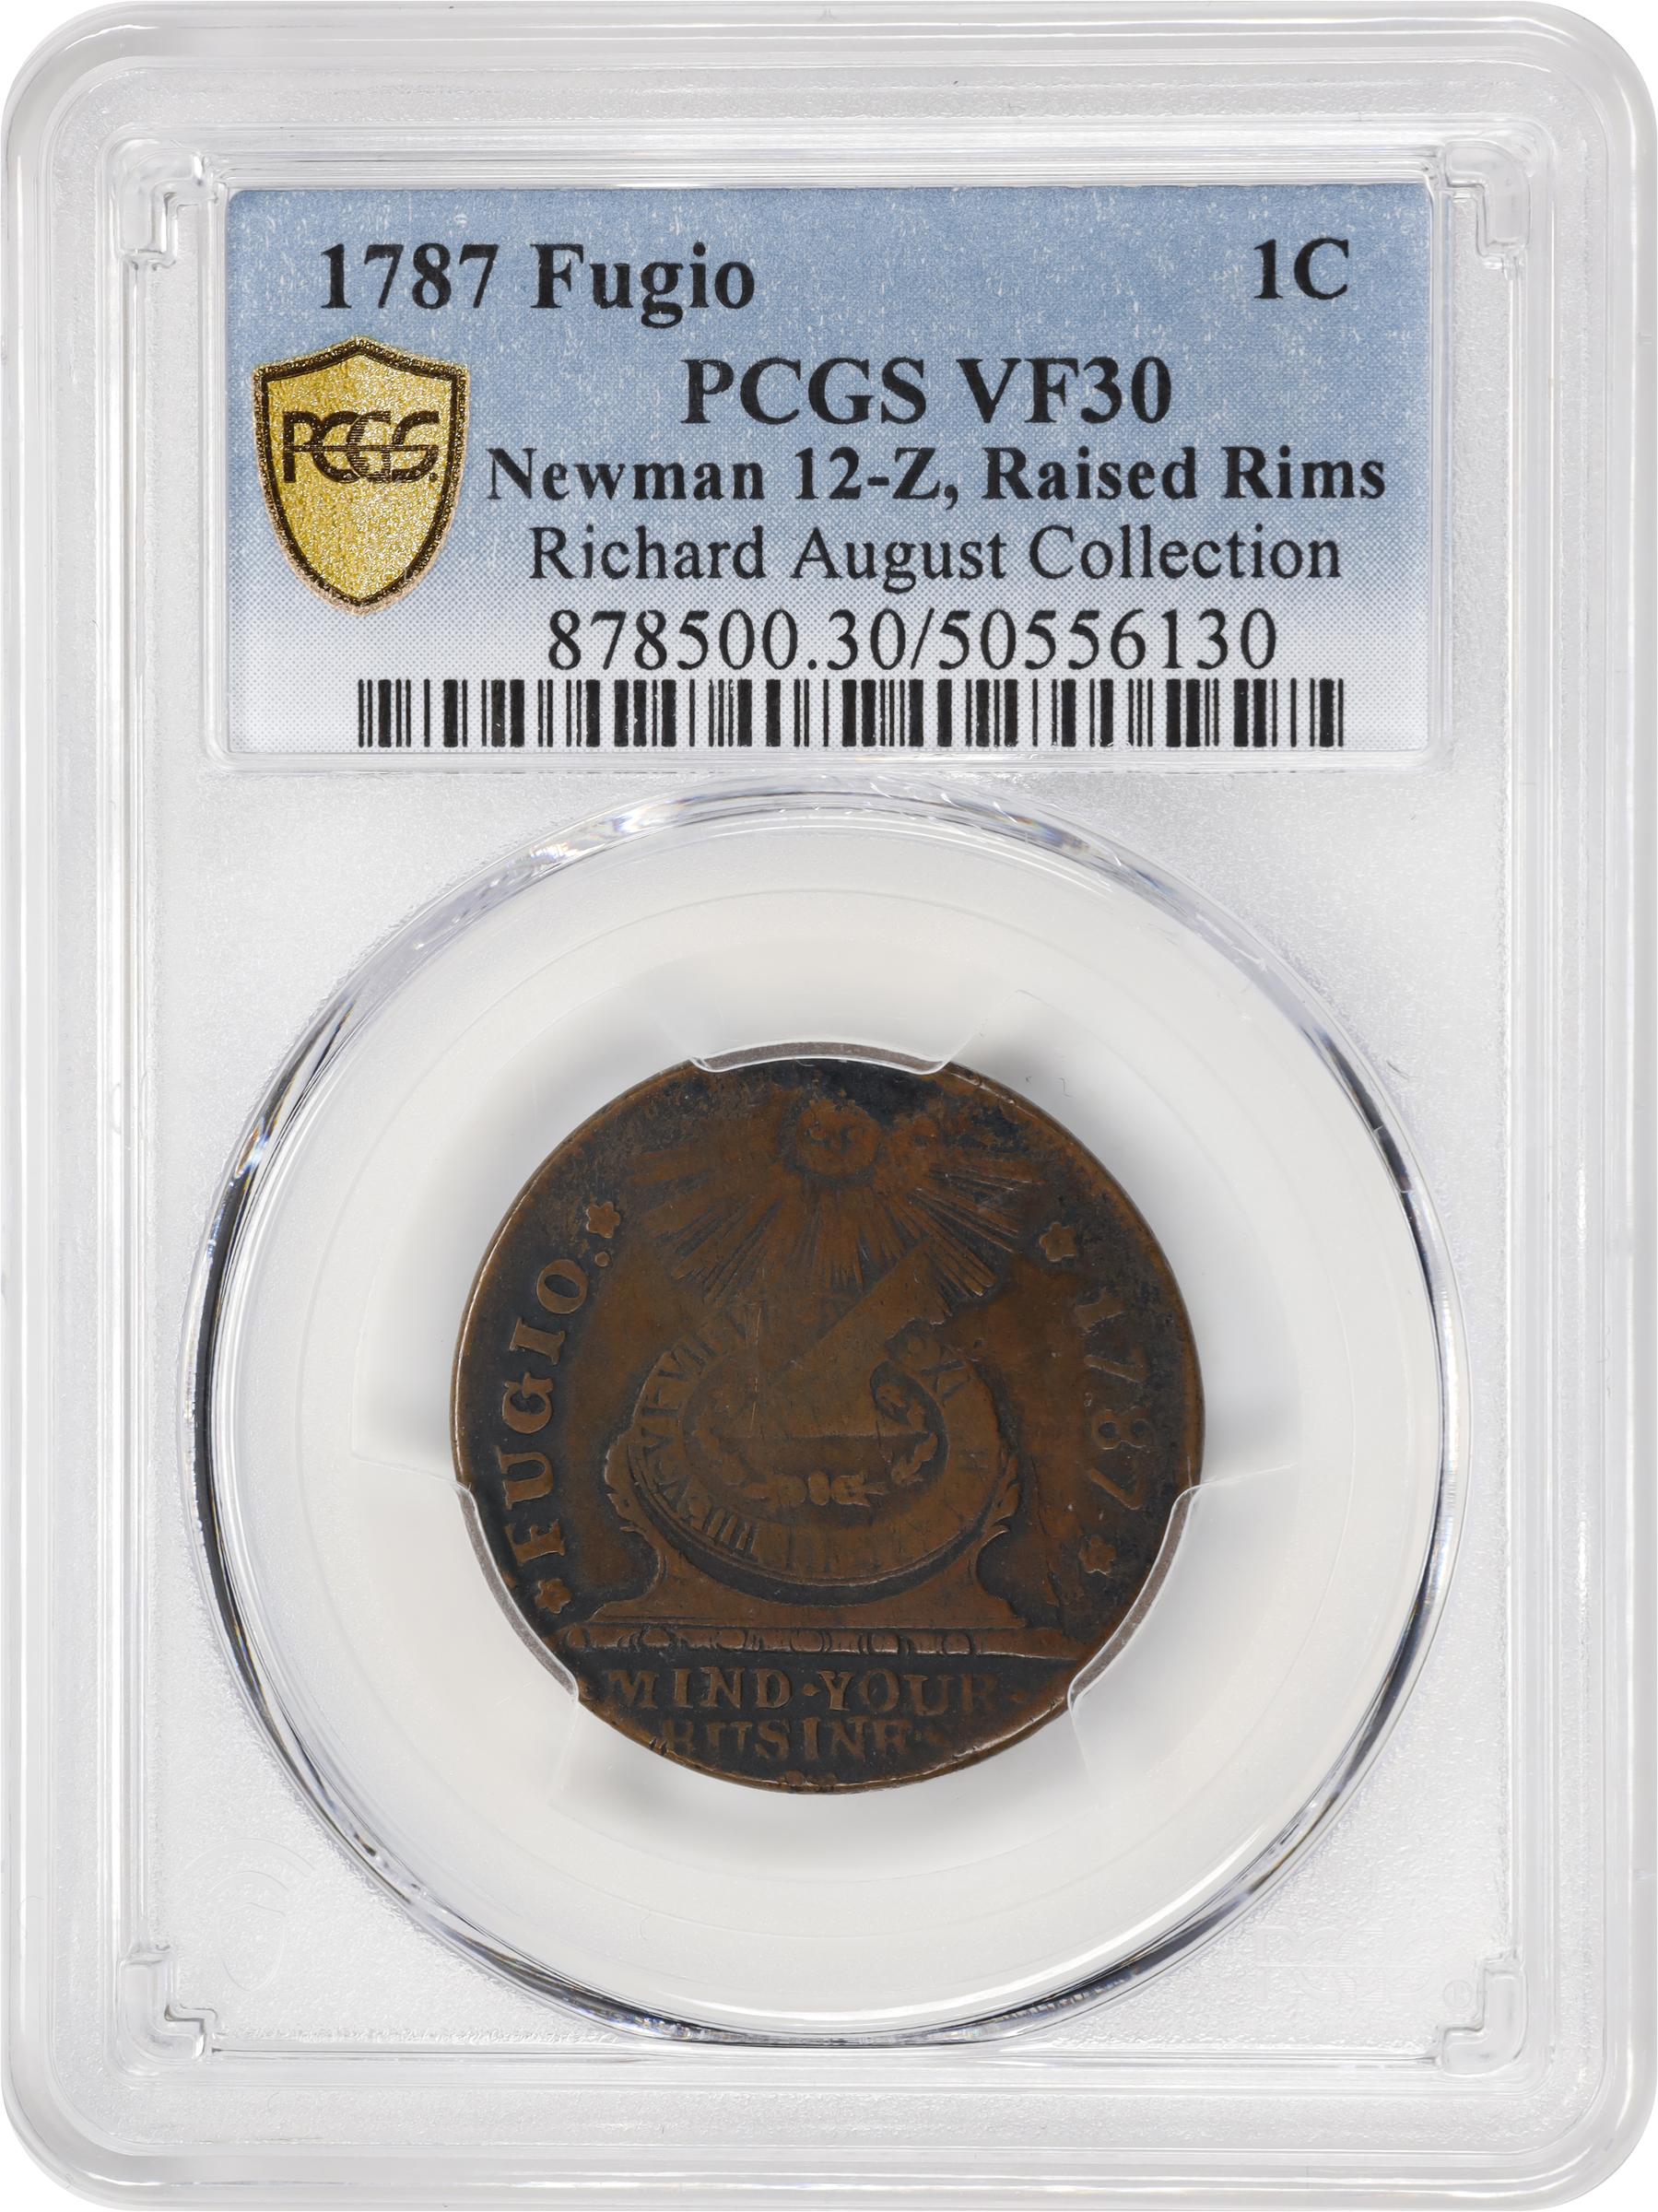 1787 Fugio 1C
PCGS VF30
PCGS
Newman 12-Z, Raised Rims
Richard August Collection
878500.30/50556130
FUGIO.
1787
MIND·YOUR